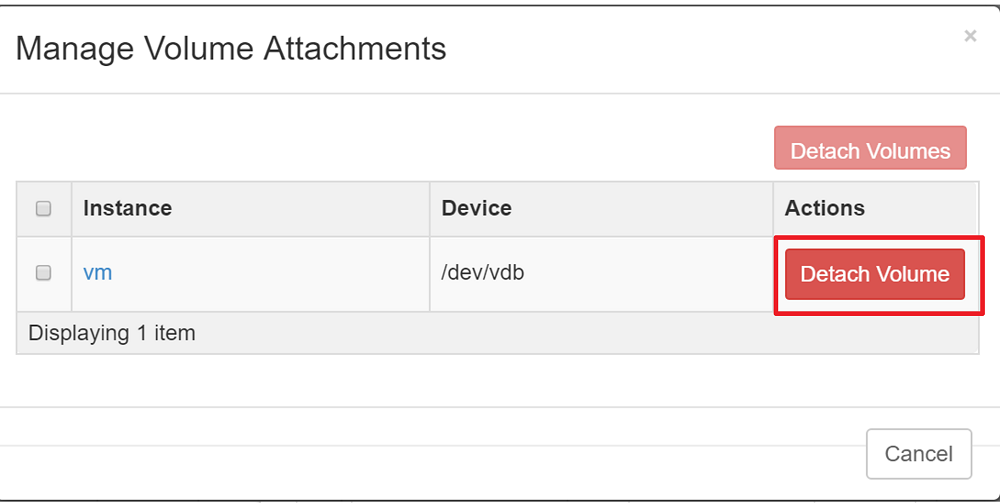 Manage Volume Attachments
×
Detach Volumes
Instance Device Actions
vm /dev/vdb Detach Volume
Displaying 1 item
Cancel